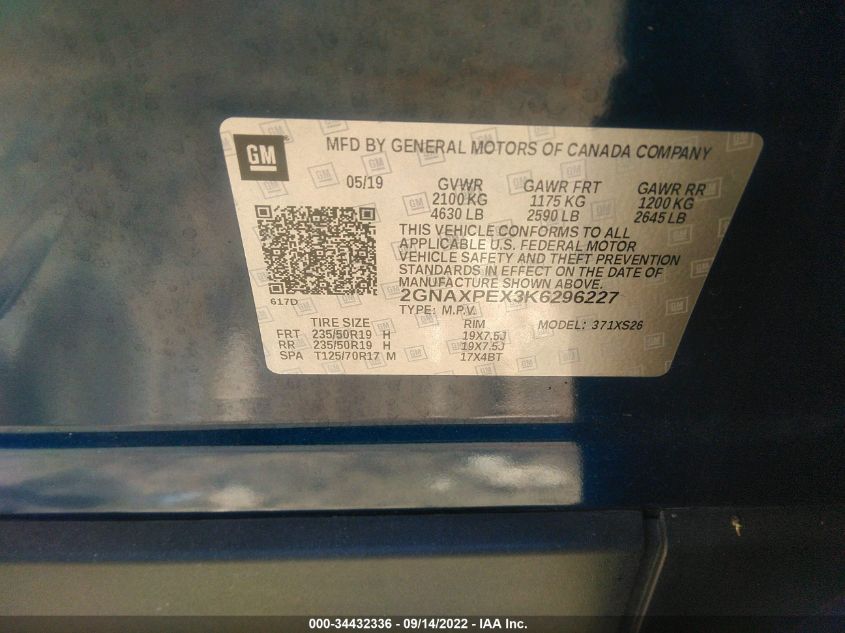 GM
MFD BY GENERAL MOTORS OF CANADA COMPANY
05/19 GVWR GAWR FRT GAWR RR
2100 KG 1175 KG 1200 KG
4630 LB 2590 LB 2645 LB
THIS VEHICLE CONFORMS TO ALL
APPLICABLE U.S. FEDERAL MOTOR
VEHICLE SAFETY AND THEFT PREVENTION
STANDARDS IN EFFECT ON THE DATE OF
MANUFACTURE SHOWN ABOVE.
617D 2GNAXPEX3K6296227
TYPE: M.P.V.
TIRE SIZE RIM MODEL: 371XS26
FRT 235/50R19 H 19X7.5J
RR 235/50R19 H 19X7.5J
SPA T125/70R17 M 17X4BT
000-34432336 - 09/14/2022 - IAA Inc.